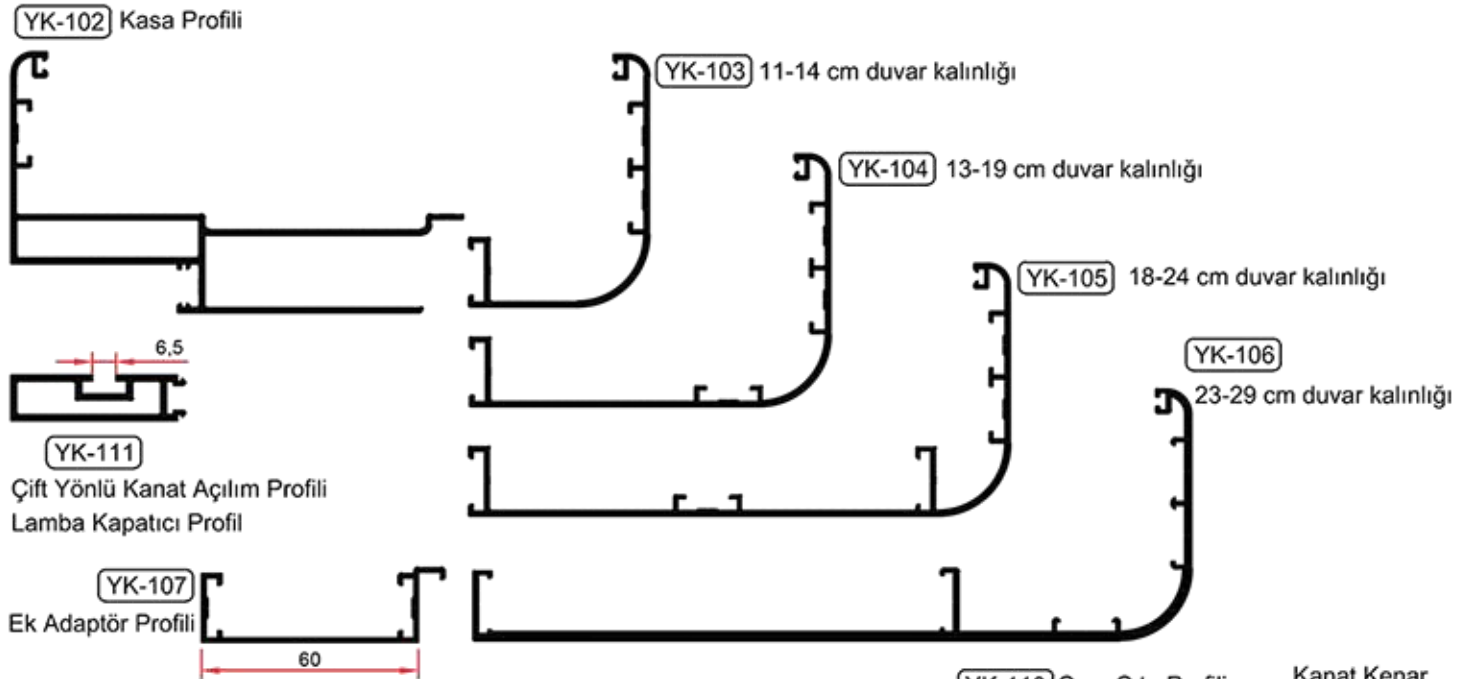 YK-102 Kasa Profili
YK-103 11-14 cm duvar kalınlığı
YK-104 13-19 cm duvar kalınlığı
YK-105 18-24 cm duvar kalınlığı
YK-106
23-29 cm duvar kalınlığı
6,5
YK-111
Çift Yönlü Kanat Açılım Profili
Lamba Kapatıcı Profil
YK-107
Ek Adaptör Profili
60